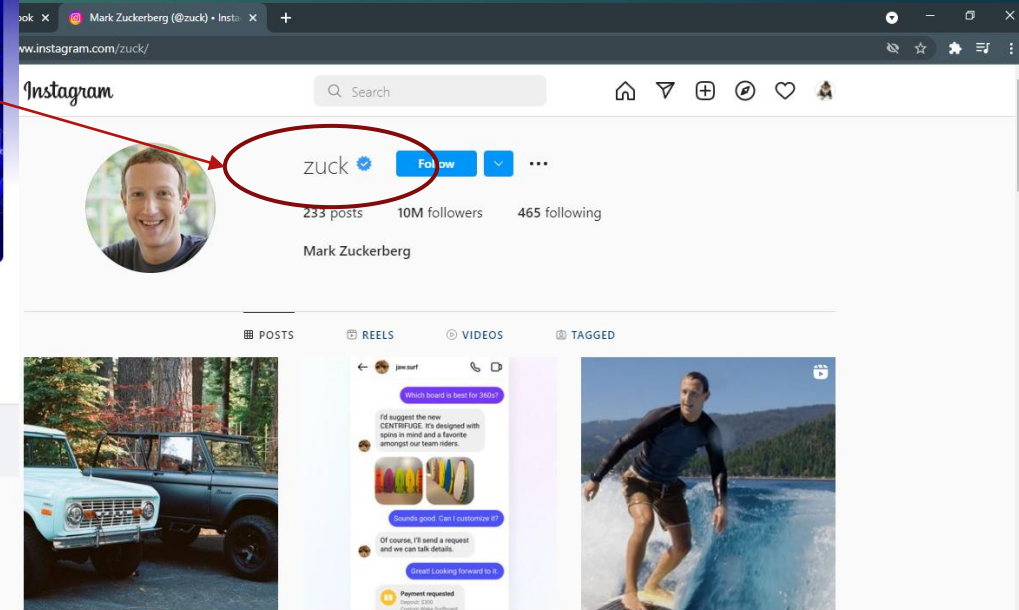 ook
Mark Zuckerberg (@zuck) • Insta
ww.instagram.com/zuck/
Instagram
Search
zuck
Follow
233 posts 10M followers 465 following
Mark Zuckerberg
POSTS REELS VIDEOS TAGGED
jaw.surf
Which board is best for 360s?
I'd suggest the new
CENTRIFUGE. It's designed with
spins in mind and a favorite
amongst our team riders.
Sounds good. Can I customize it?
Of course, I'll send a request
and we can talk details.
Great! Looking forward to it.
Payment requested